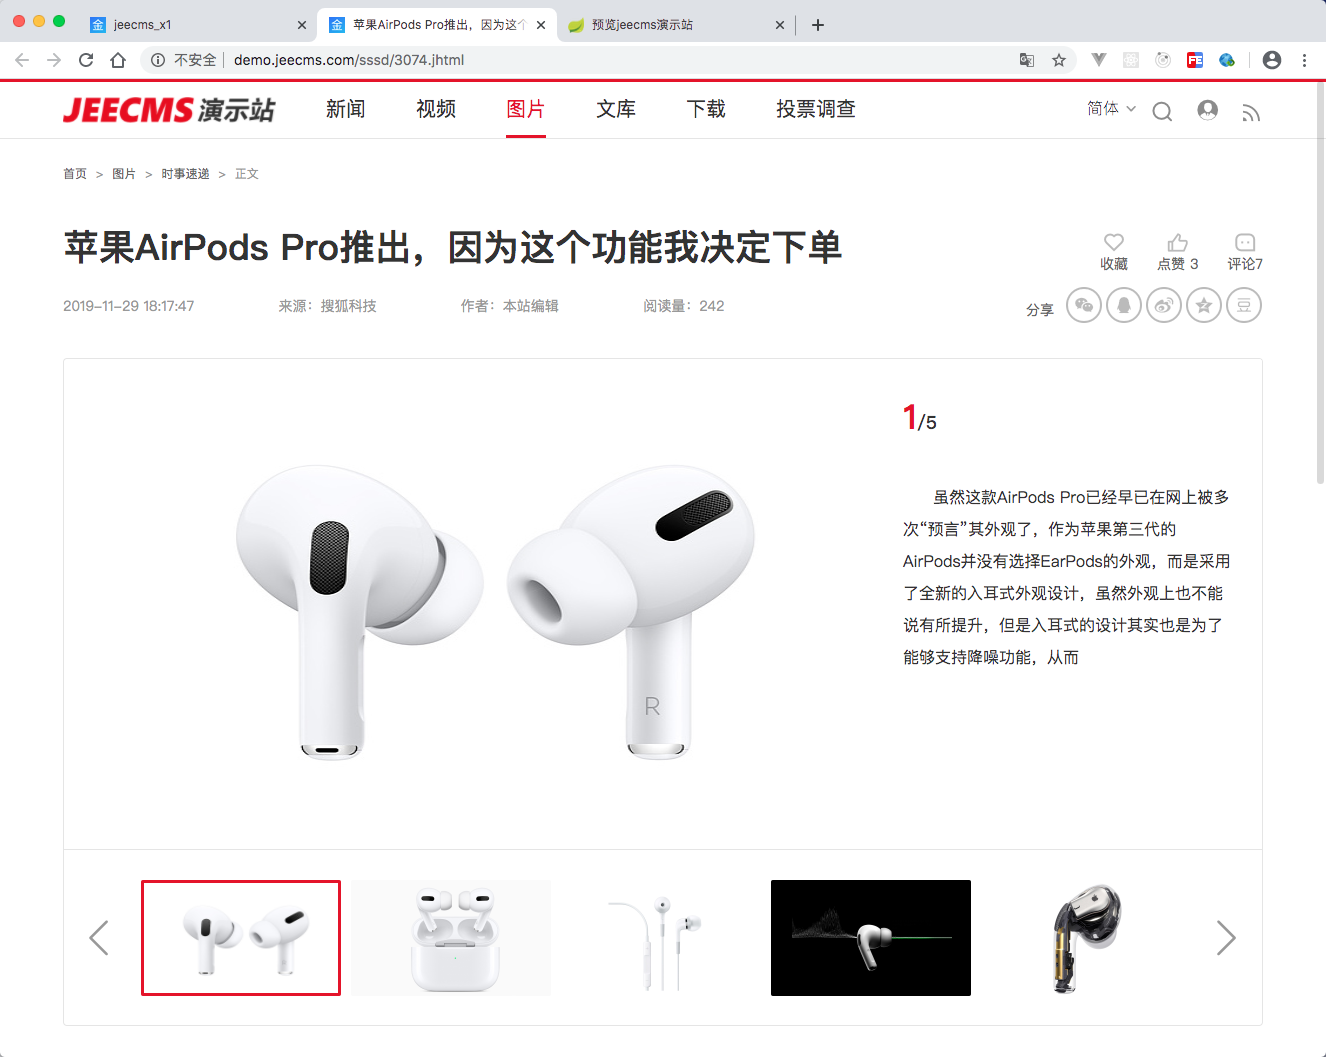 金 jeecms_x1
金 苹果AirPods Pro推出，因为这个
预览jeecms演示站
不安全 demo.jeecms.com/sssd/3074.jhtml
FE
JEECMS 演示站 新闻 视频 图片 文库 下载 投票调查 简体
首页 > 图片 > 时事速递 > 正文
苹果AirPods Pro推出，因为这个功能我决定下单
收藏 点赞 3 评论7
2019-11-29 18:17:47 来源：搜狐科技 作者：本站编辑 阅读量：242
分享 豆
1/5
虽然这款AirPods Pro已经早已在网上被多
次“预言”其外观了，作为苹果第三代的
AirPods并没有选择EarPods的外观，而是采用
了全新的入耳式外观设计，虽然外观上也不能
说有所提升，但是入耳式的设计其实也是为了
能够支持降噪功能，从而
R